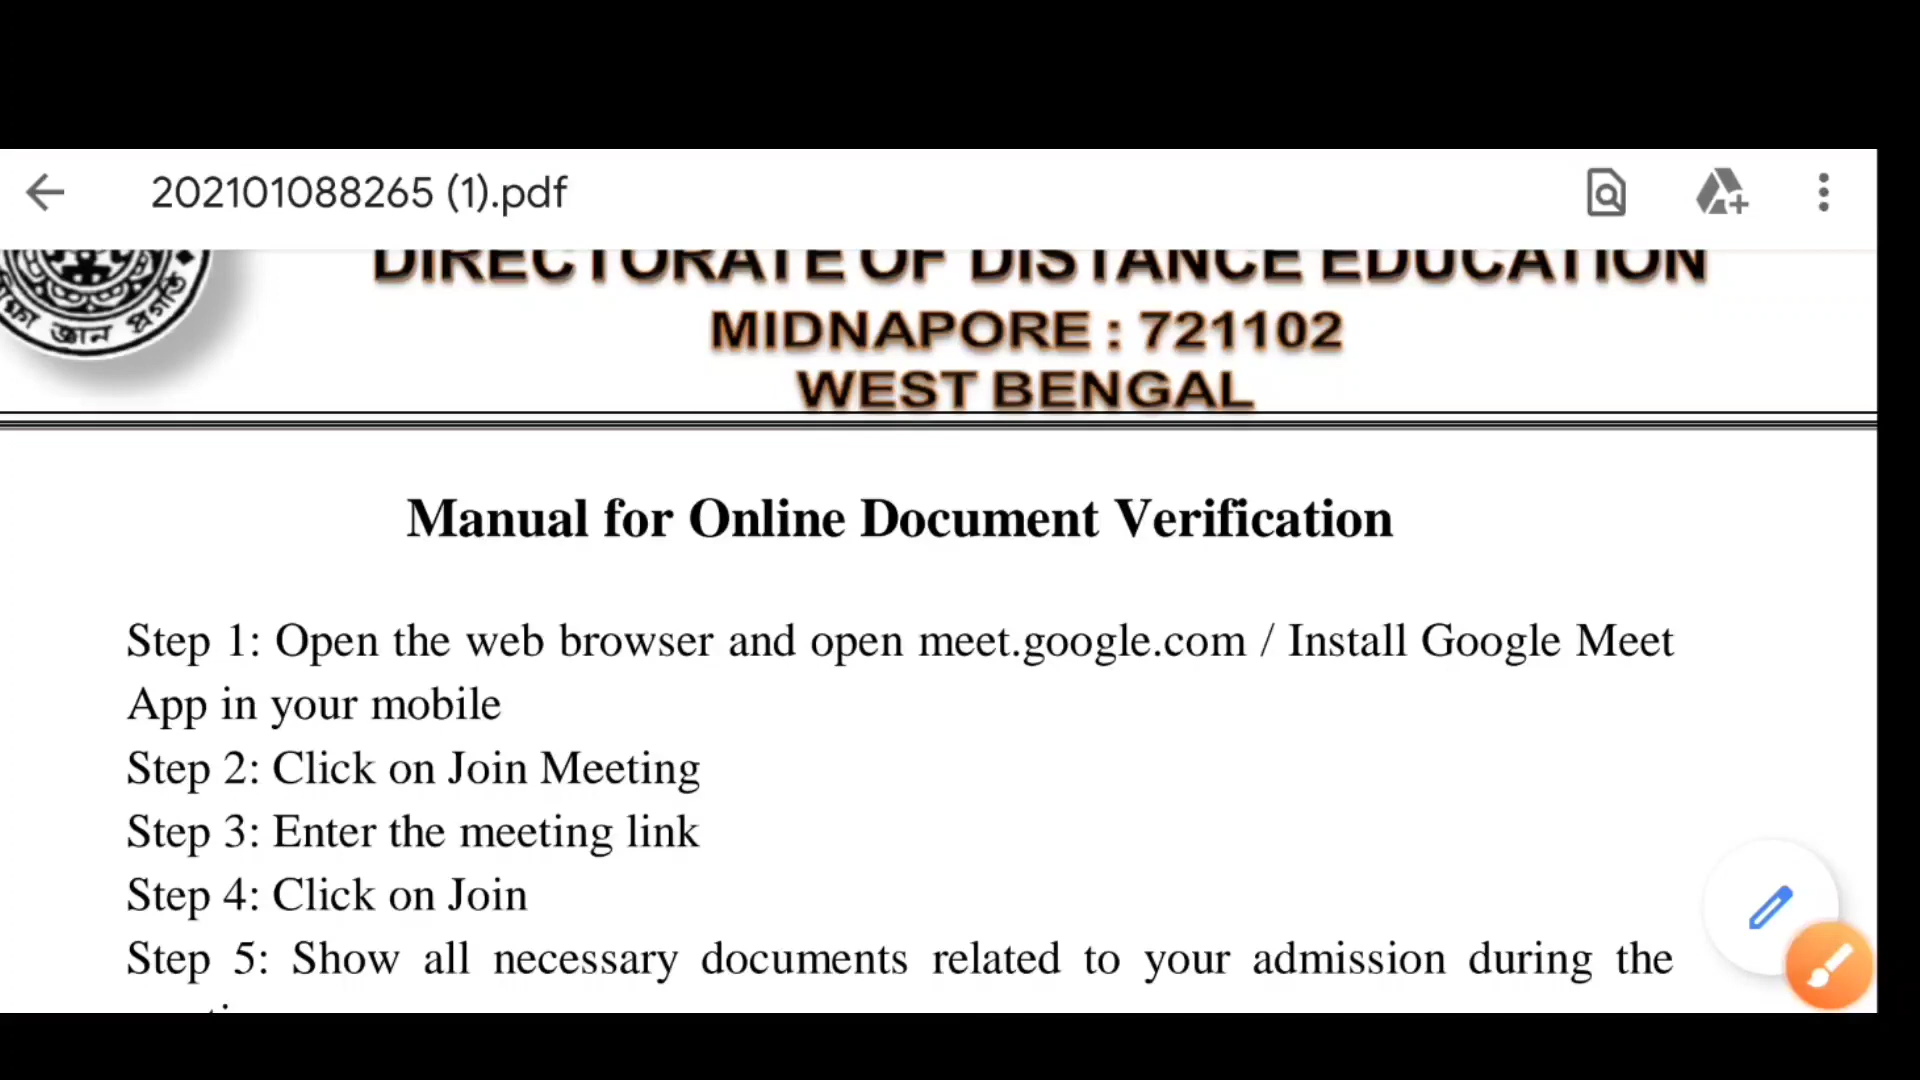 202101088265 (1).pdf
DIRECTORATE OF DISTANCE EDUCATION
MIDNAPORE : 721102
WEST BENGAL
জ্ঞান প্রগতি
Manual for Online Document Verification
Step 1: Open the web browser and open meet.google.com / Install Google Meet
App in your mobile
Step 2: Click on Join Meeting
Step 3: Enter the meeting link
Step 4: Click on Join
Step 5: Show all necessary documents related to your admission during the